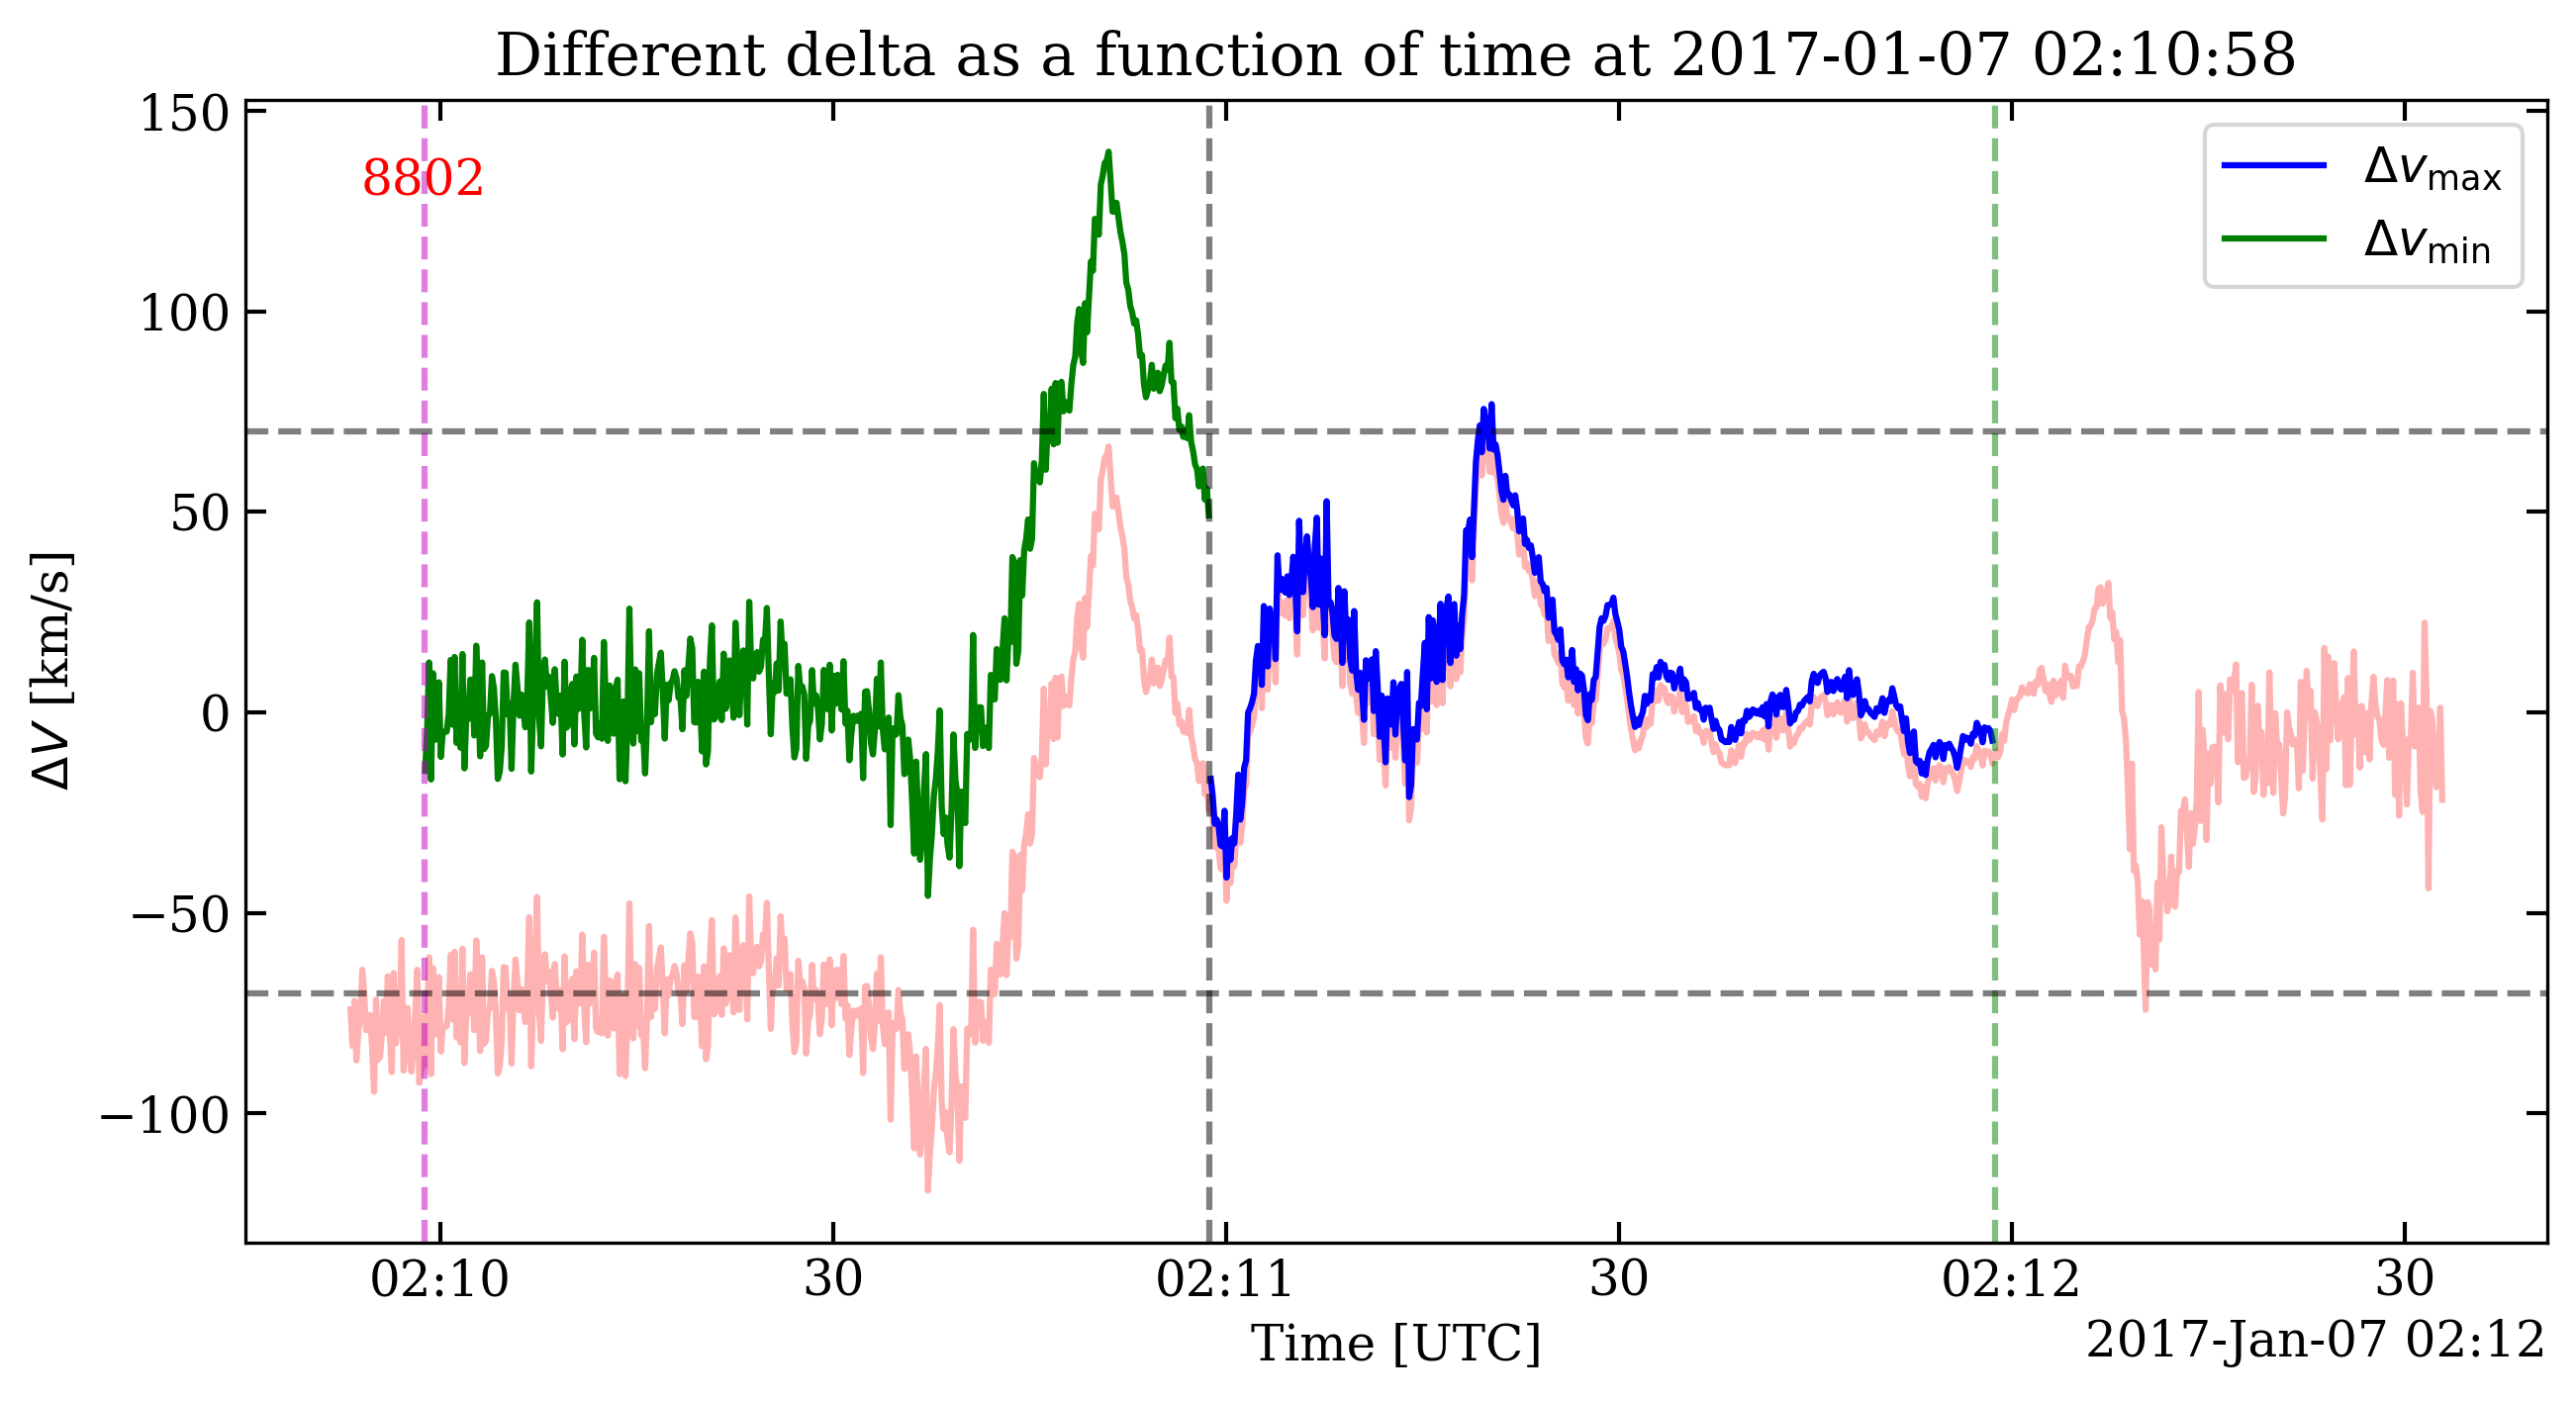 Different delta as a function of time at 2017-01-07 02:10:58
150
100
50
0
−50
−100
ΔV [km/s]
8802
Δv_max
Δv_min
02:10 30 02:11 30 02:12 30
Time [UTC]
2017-Jan-07 02:12